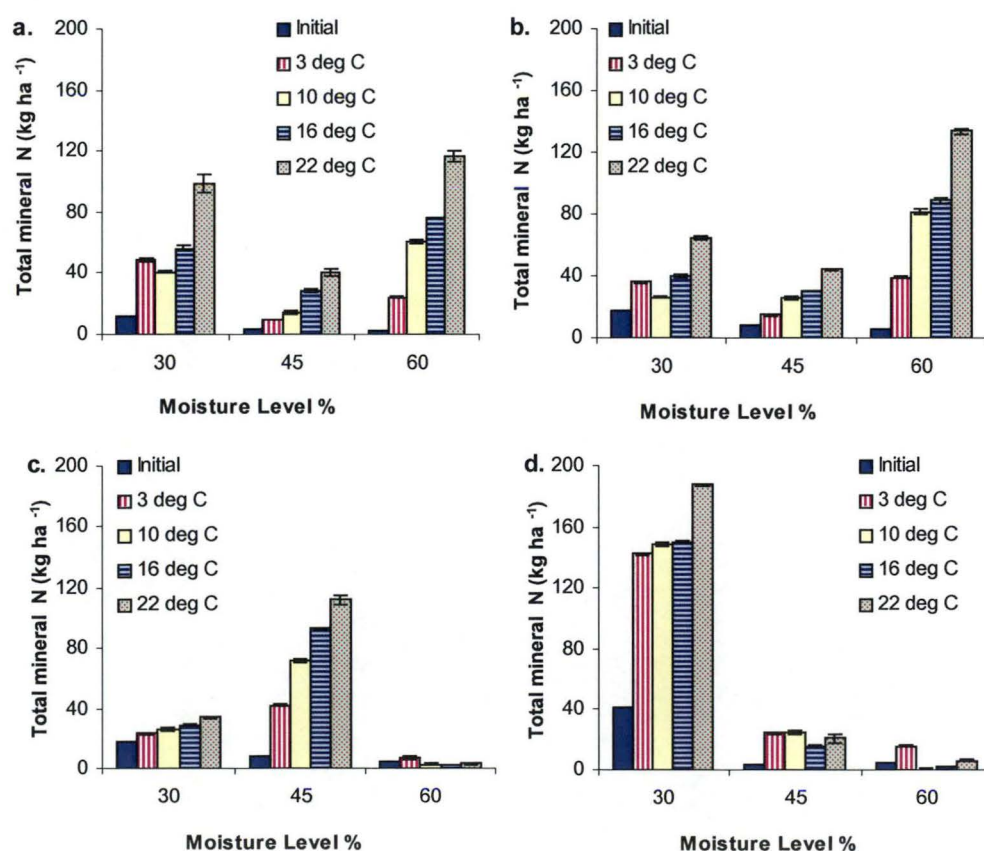 a.
Total mineral N (kg ha -1)
200
160
120
80
40
0
Initial
3 deg C
10 deg C
16 deg C
22 deg C
30 45 60
Moisture Level %
b.
Total mineral N (kg ha -1)
200
160
120
80
40
0
Initial
3 deg C
10 deg C
16 deg C
22 deg C
30 45 60
Moisture Level %
c.
Total mineral N (kg ha -1)
200
160
120
80
40
0
Initial
3 deg C
10 deg C
16 deg C
22 deg C
30 45 60
Moisture Level %
d.
Total mineral N (kg ha -1)
200
160
120
80
40
0
Initial
3 deg C
10 deg C
16 deg C
22 deg C
30 45 60
Moisture Level %